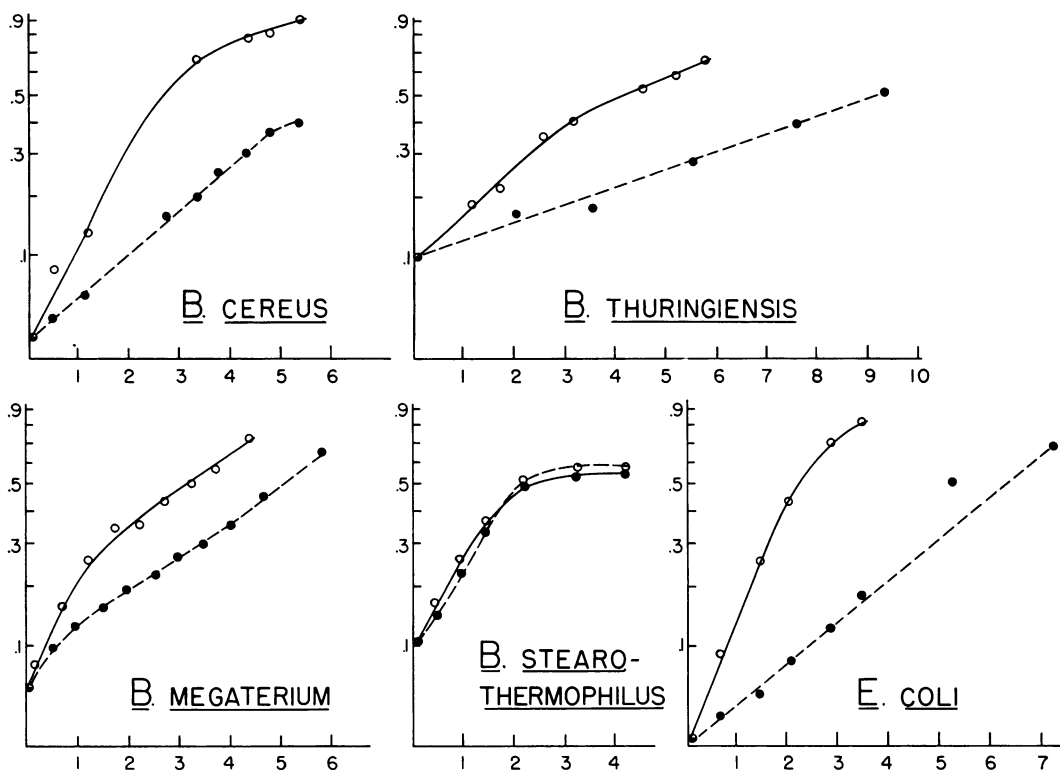 .9
.5
.3
.1
B. CEREUS
1 2 3 4 5 6
B. THURINGIENSIS
.9
.5
.3
.1
1 2 3 4 5 6 7 8 9 10
.9
.5
.3
.1
B. MEGATERIUM
1 2 3 4 5 6
.9
.5
.3
.1
B. STEARO-
THERMOPHILUS
1 2 3 4
.9
.5
.3
.1
E. COLI
1 2 3 4 5 6 7